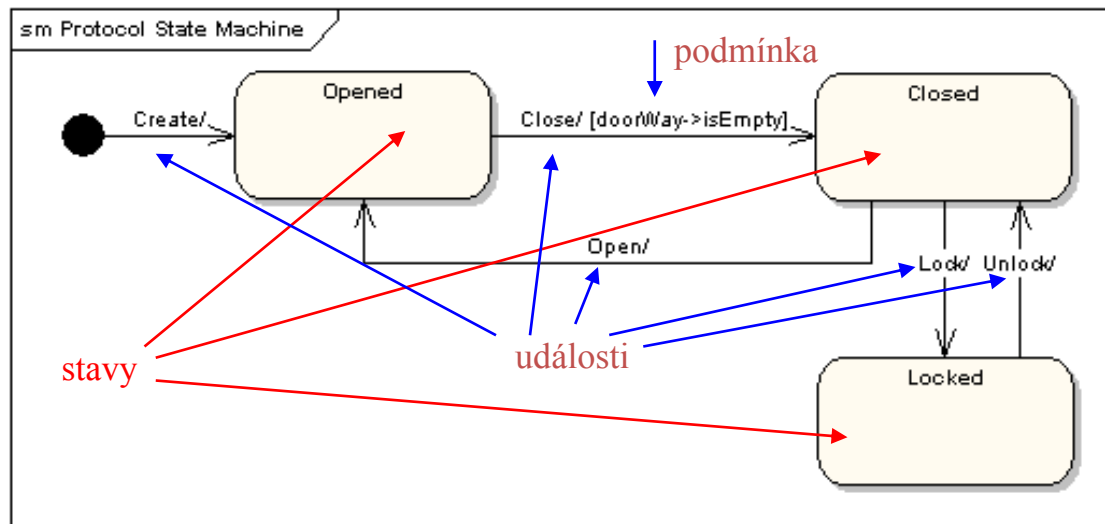 sm Protocol State Machine
podmínka
Opened
Closed
Create/
Close/ [doorWay->isEmpty]
Open/
Lock/
Unlock/
stavy
události
Locked